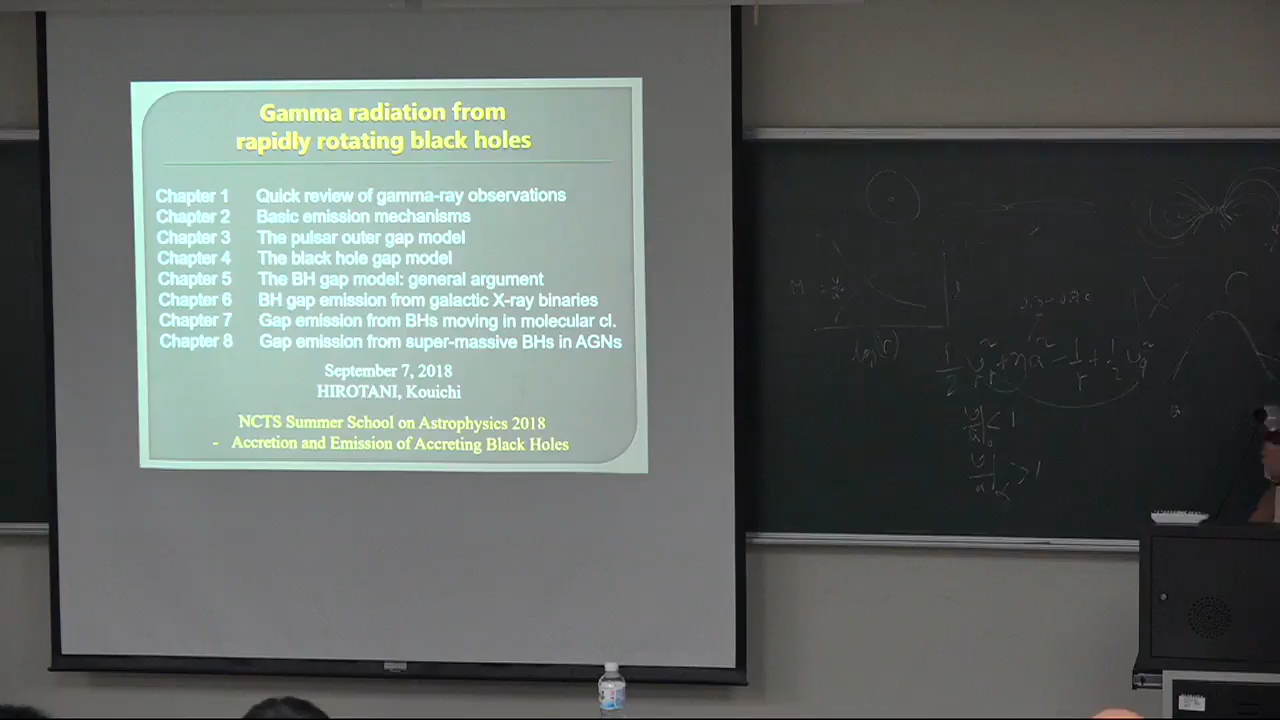 Gamma radiation from
rapidly rotating black holes
Chapter 1 Quick review of gamma-ray observations
Chapter 2 Basic emission mechanisms
Chapter 3 The pulsar outer gap model
Chapter 4 The black hole gap model
Chapter 5 The BH gap model: general argument
Chapter 6 BH gap emission from galactic X-ray binaries
Chapter 7 Gap emission from BHs moving in molecular cl.
Chapter 8 Gap emission from super-massive BHs in AGNs
September 7, 2018
HIROTANI, Kouichi
NCTS Summer School on Astrophysics 2018
- Accretion and Emission of Accreting Black Holes
log(r)
< 1
> 1